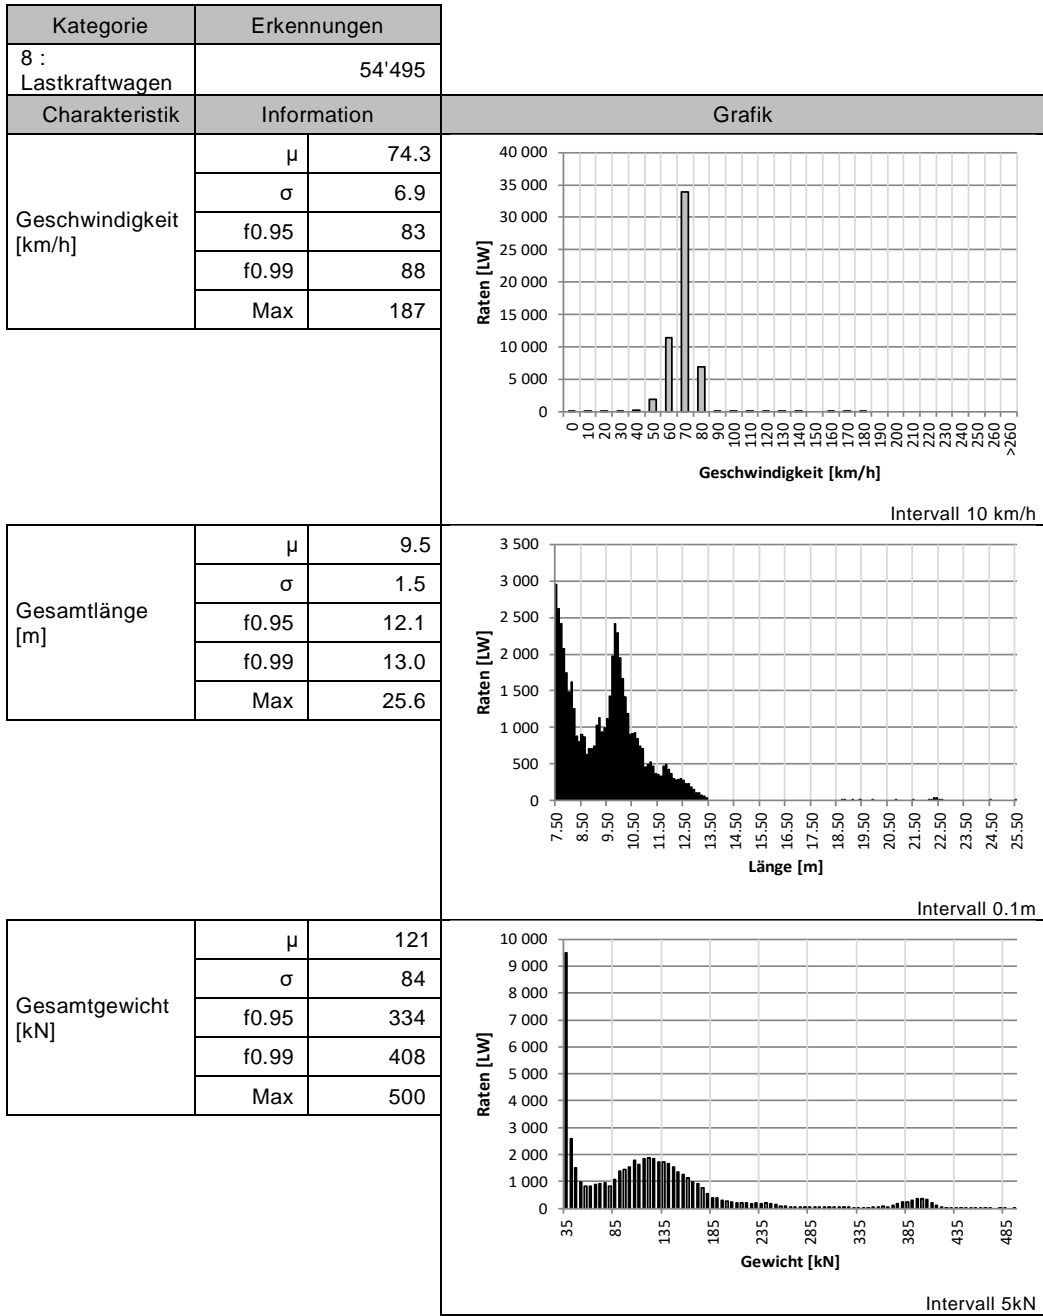 Kategorie Erkennungen
8 :
Lastkraftwagen 54'495
Charakteristik Information Grafik
Geschwindigkeit
[km/h]
µ 74.3
σ 6.9
f0.95 83
f0.99 88
Max 187
40 000
35 000
30 000
25 000
20 000
15 000
10 000
5 000
0
Raten [LW]
0 10 20 30 40 50 60 70 80 90 100 110 120 130 140 150 160 170 180 190 200 210 220 230 240 250 260 >260
Geschwindigkeit [km/h]
Intervall 10 km/h
Gesamtlänge
[m]
µ 9.5
σ 1.5
f0.95 12.1
f0.99 13.0
Max 25.6
3 500
3 000
2 500
2 000
1 500
1 000
500
0
Raten [LW]
7.50 8.50 9.50 10.50 11.50 12.50 13.50 14.50 15.50 16.50 17.50 18.50 19.50 20.50 21.50 22.50 23.50 24.50 25.50
Länge [m]
Intervall 0.1m
Gesamtgewicht
[kN]
µ 121
σ 84
f0.95 334
f0.99 408
Max 500
10 000
9 000
8 000
7 000
6 000
5 000
4 000
3 000
2 000
1 000
0
Raten [LW]
35 85 135 185 235 285 335 385 435 485
Gewicht [kN]
Intervall 5kN